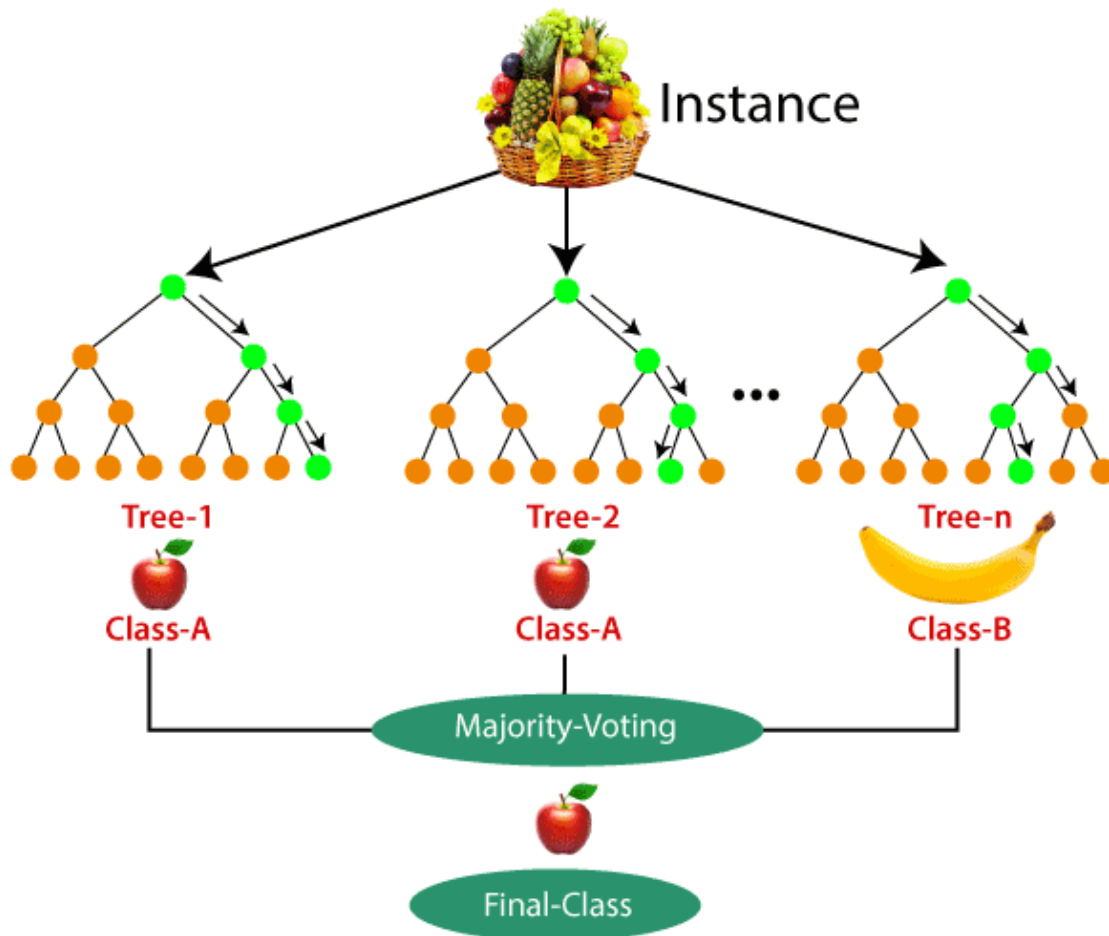 Instance
...
Tree-1
Tree-2
Tree-n
Class-A
Class-A
Class-B
Majority-Voting
Final-Class